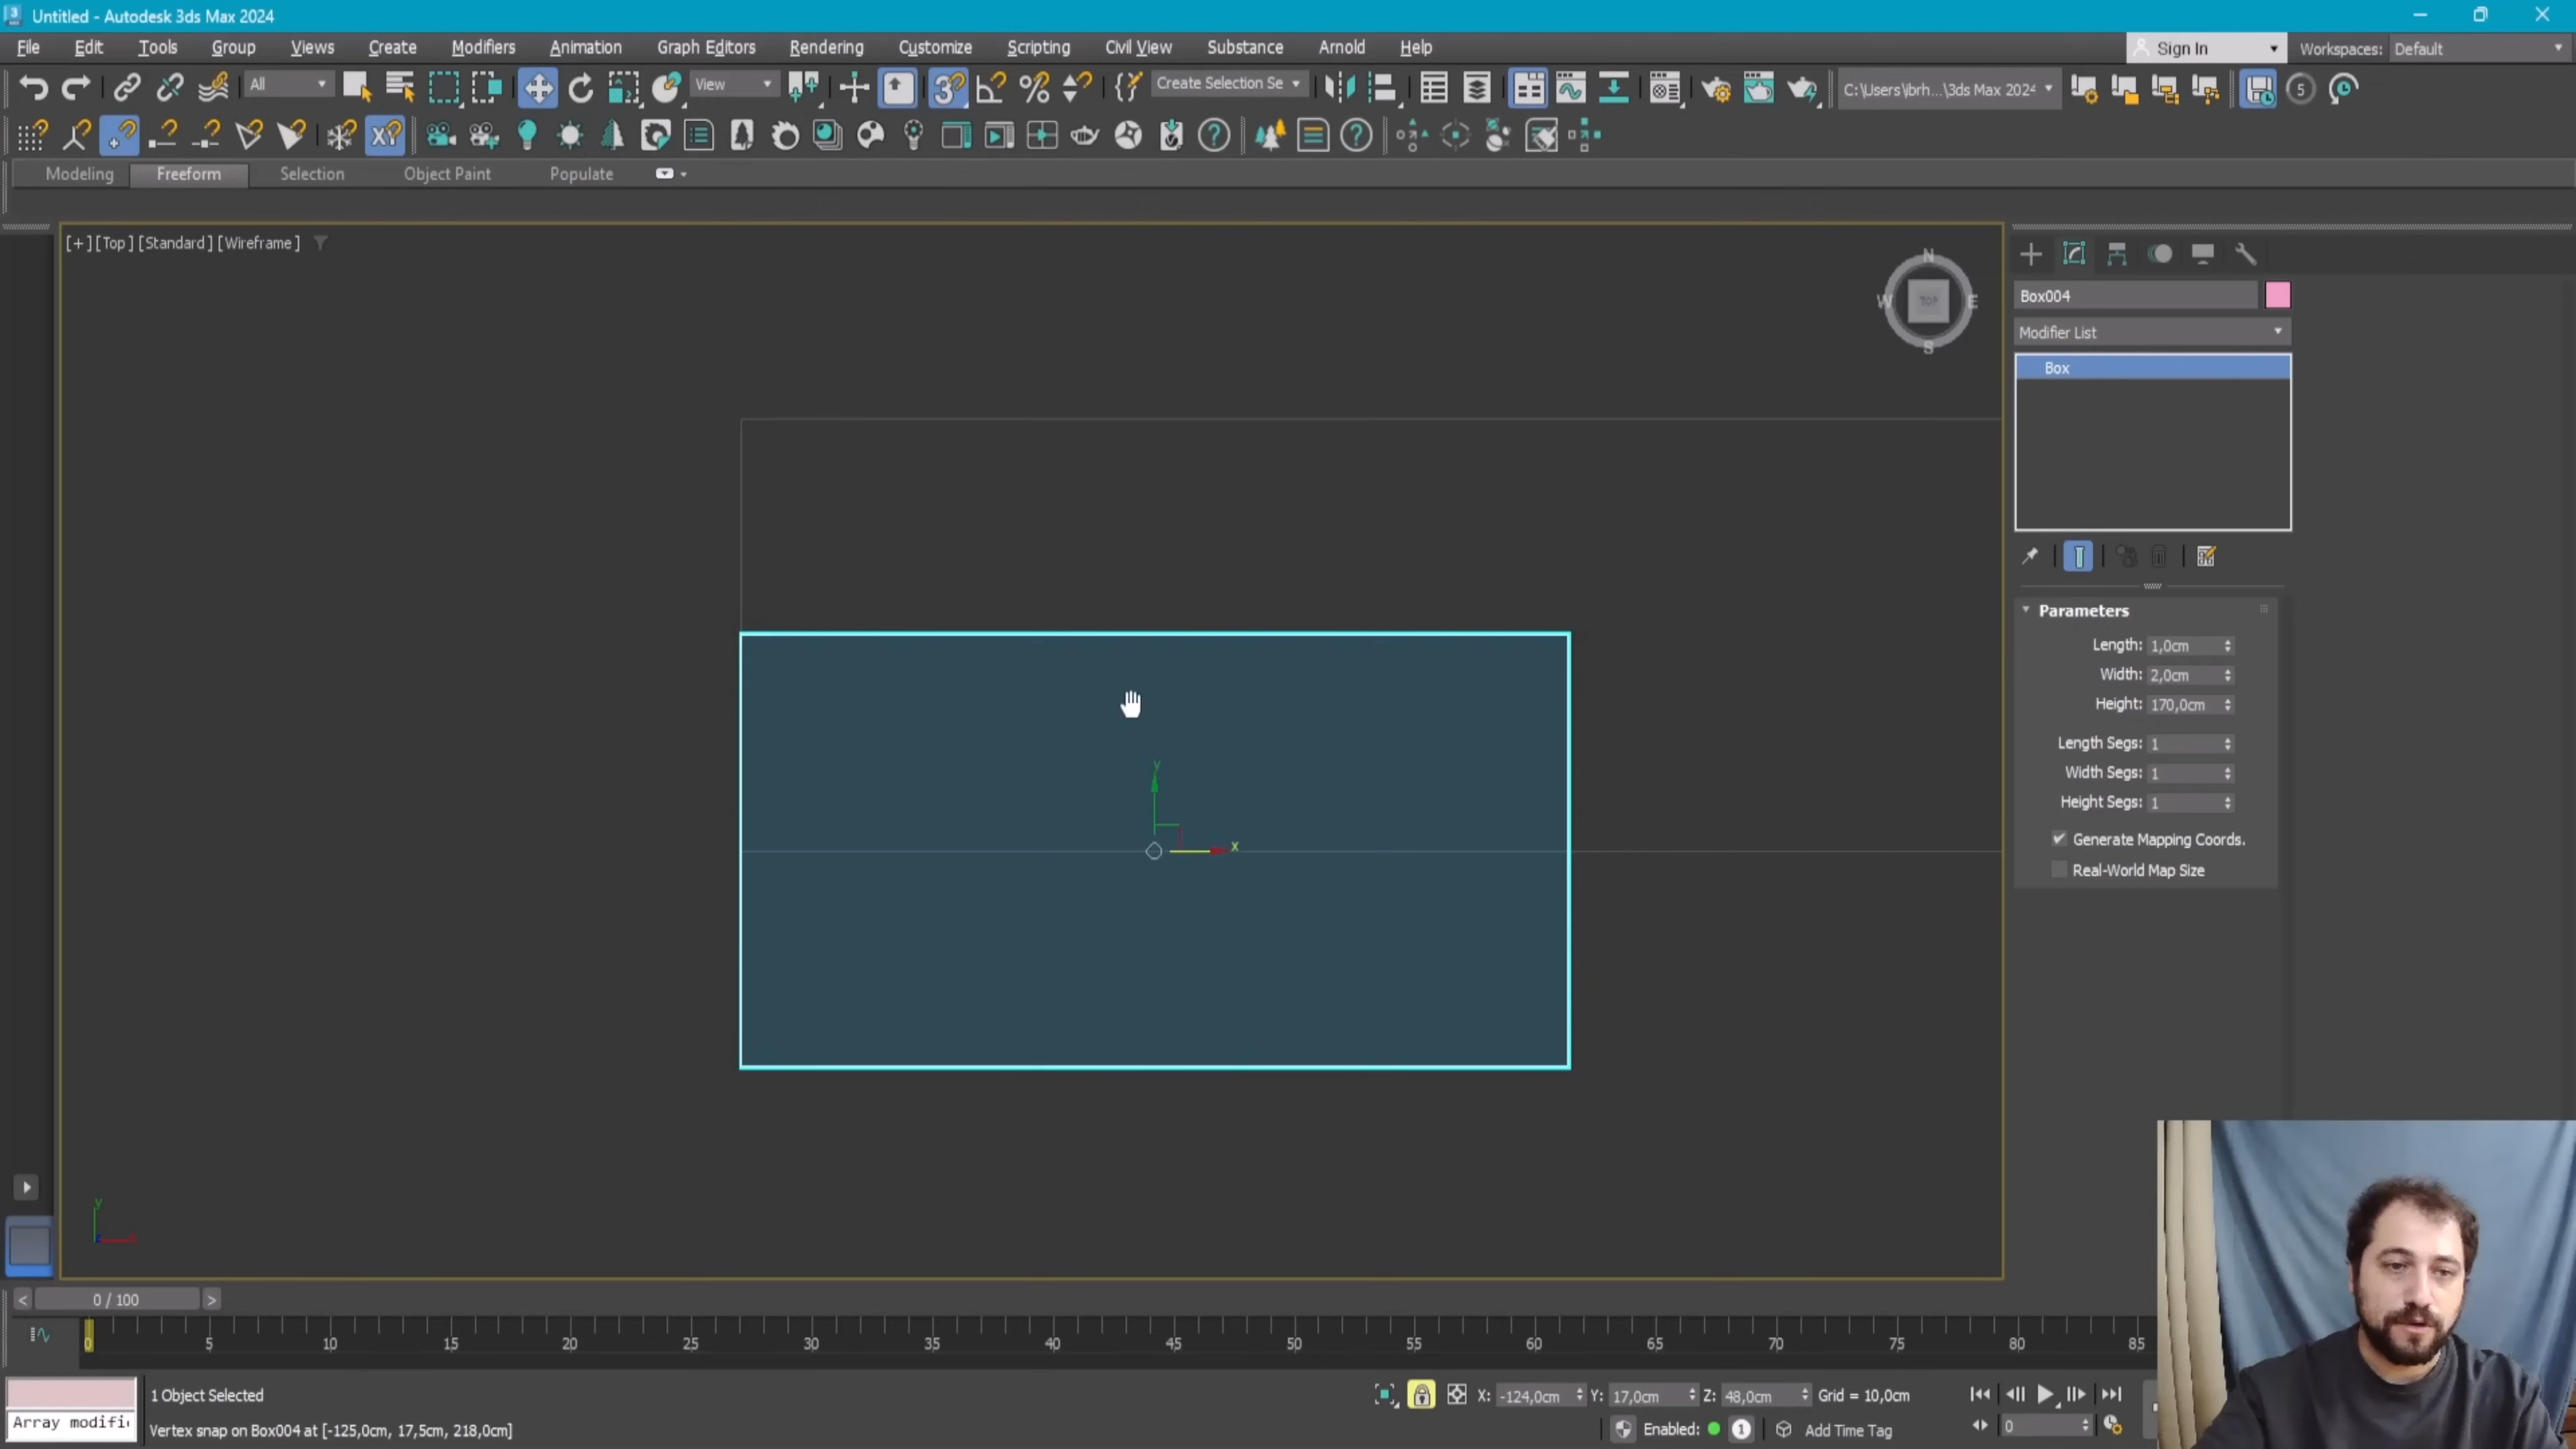 Untitled - Autodesk 3ds Max 2024
File Edit Tools Group Views Create Modifiers Animation Graph Editors Rendering Customize Scripting Civil View Substance Arnold Help Sign In Workspaces: Default
All View Create Selection Se C:\Users\brh...\3ds Max 2024 5
Modeling Freeform Selection Object Paint Populate
[+] [Top] [Standard] [Wireframe]
N
W TOP E
S
Box004
Modifier List
Box
Parameters
Length: 1,0cm
Width: 2,0cm
Height: 170,0cm
Length Segs: 1
Width Segs: 1
Height Segs: 1
Generate Mapping Coords.
Real-World Map Size
y
x
y
< 0 / 100 >
0 5 10 15 20 25 30 35 40 45 50 55 60 65 70 75 80 85
1 Object Selected X: -124,0cm Y: 17,0cm Z: 48,0cm Grid = 10,0cm
Array modifi
Vertex snap on Box004 at [-125,0cm, 17,5cm, 218,0cm] Enabled: 1 Add Time Tag 0